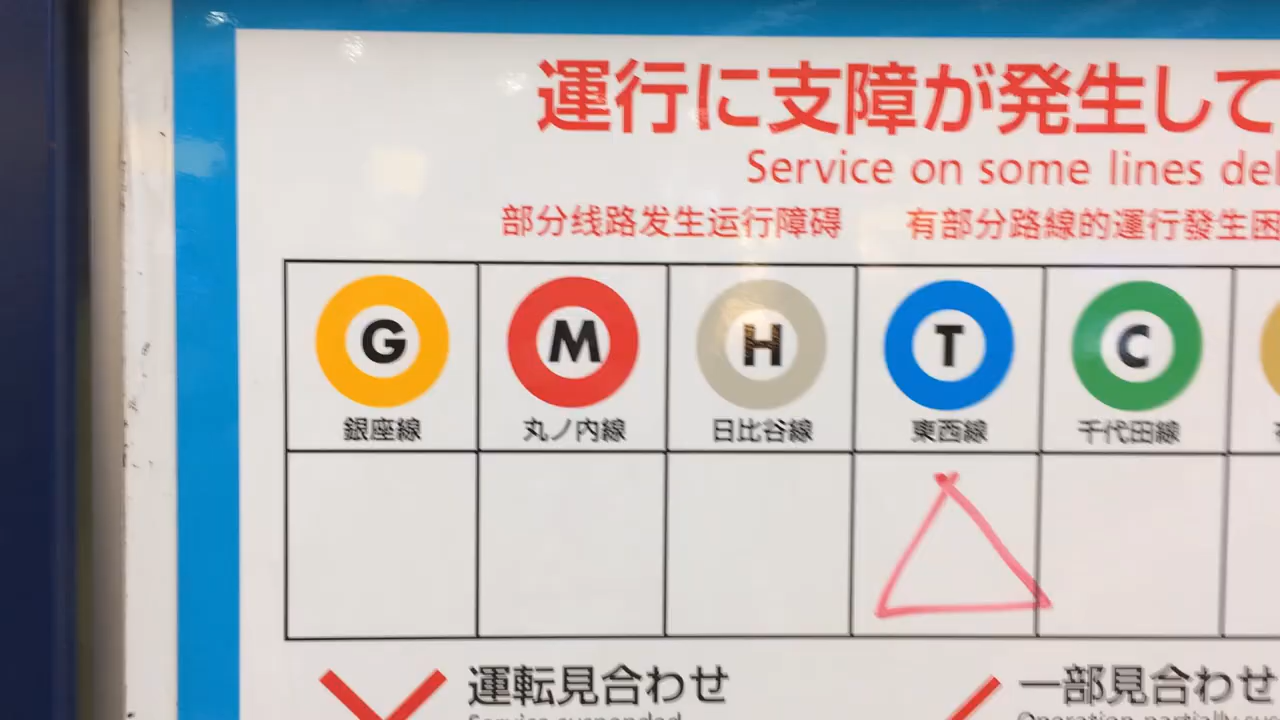 運行に支障が発生して
Service on some lines del
部分线路发生运行障碍 有部分路線的運行發生困
G M H T C
銀座線 丸ノ内線 日比谷線 東西線 千代田線
運転見合わせ 一部見合わせ
Service suspended